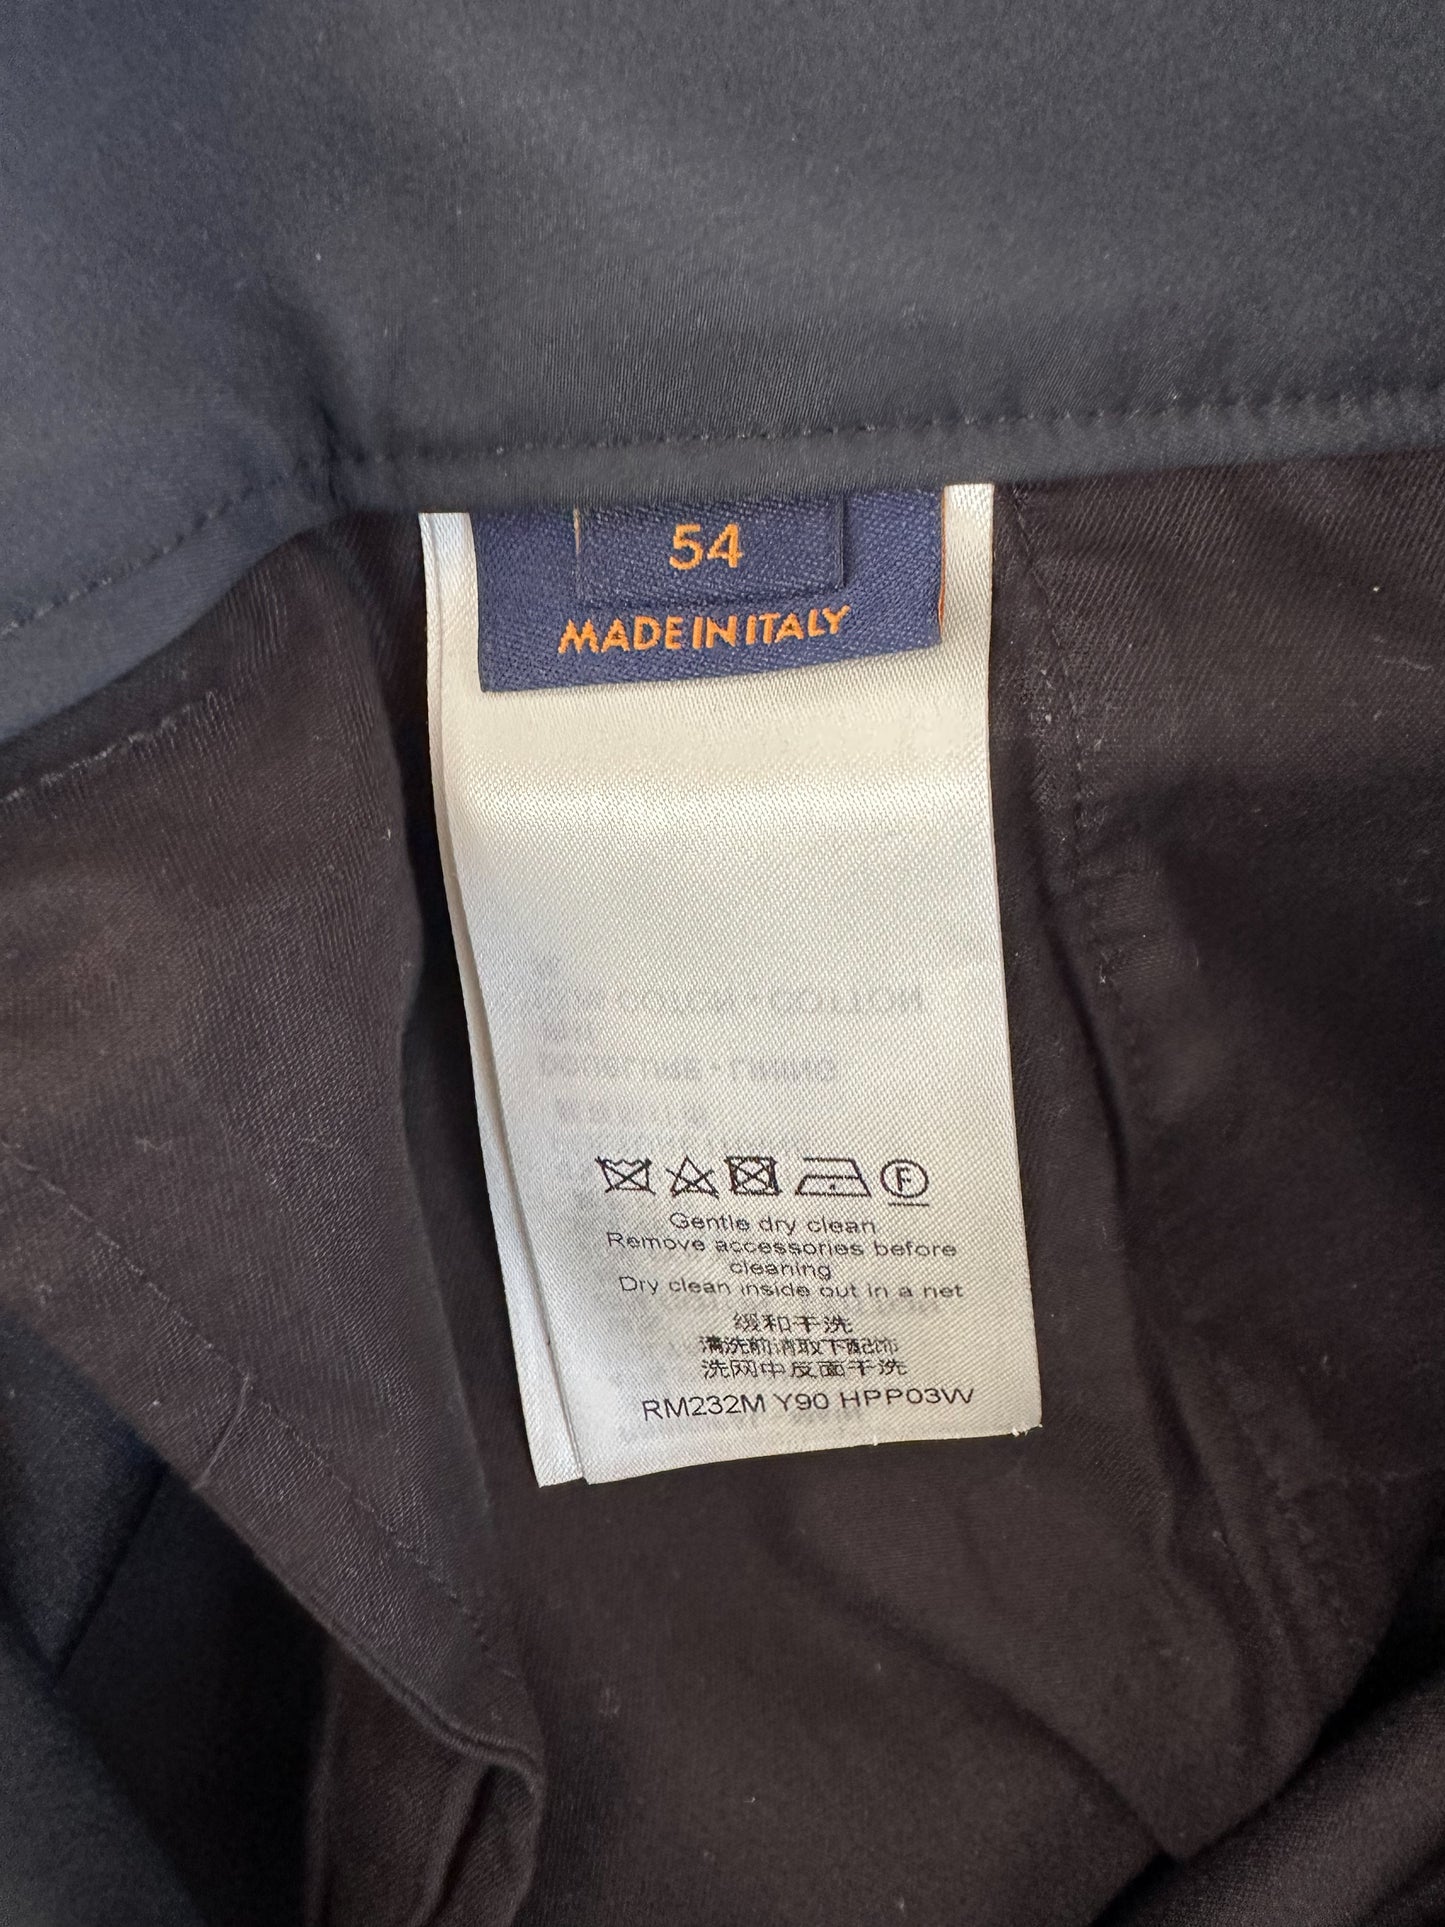 54
MADE IN ITALY
F
Gentle dry clean
Remove accessories before
cleaning
Dry clean inside out in a net
缓和干洗
清洗前请取下配饰
洗网中反面干洗
RM232M Y90 HPP03W